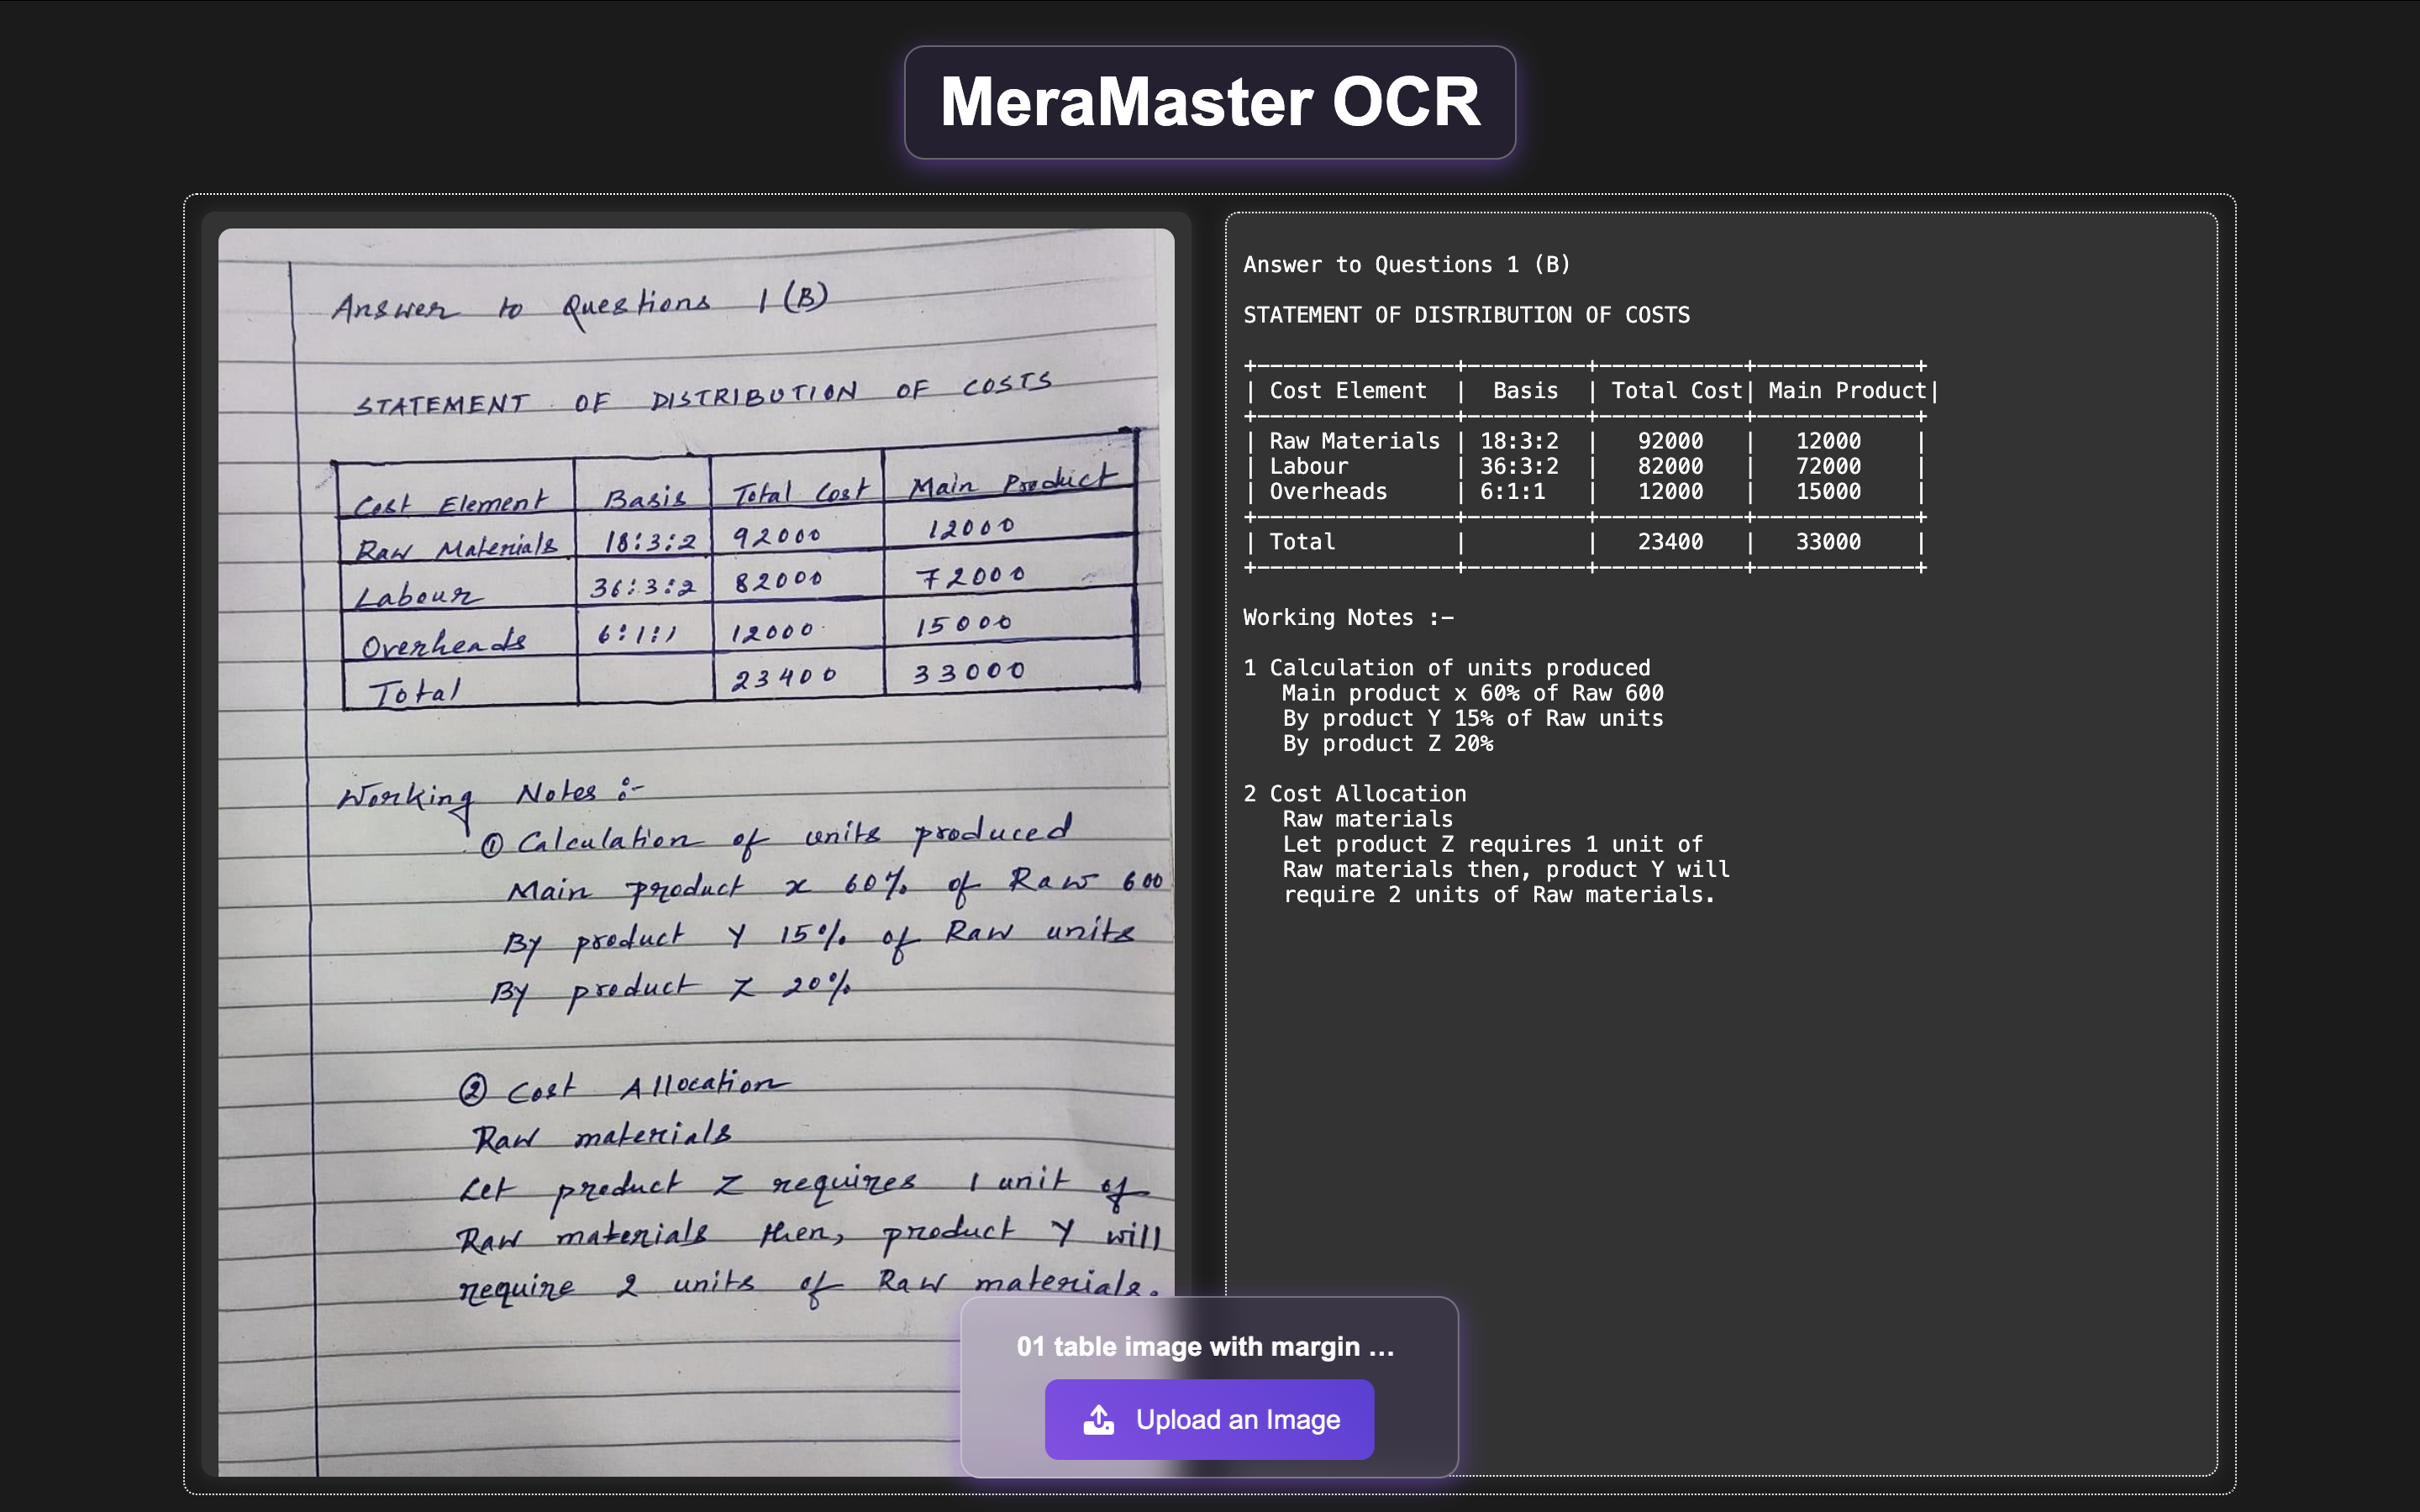 MeraMaster OCR
Answer to Questions 1 (B)
STATEMENT OF DISTRIBUTION OF COSTS
Cost Element | Basis | Total Cost | Main Product
Raw Materials | 18:3:2 | 92000 | 12000
Labour | 36:3:2 | 82000 | 72000
Overheads | 6:1:1 | 12000 | 15000
Total | | 23400 | 33000
Working Notes :-
① Calculation of units produced
Main product x 60% of Raw 600
By product Y 15% of Raw units
By product Z 20%
② Cost Allocation
Raw materials
Let product Z requires 1 unit of
Raw materials then, product Y will
require 2 units of Raw materials.
Answer to Questions 1 (B)
STATEMENT OF DISTRIBUTION OF COSTS
+---------------+---------+-----------+------------+
| Cost Element  |  Basis  | Total Cost| Main Product|
+---------------+---------+-----------+------------+
| Raw Materials | 18:3:2  |   92000   |   12000    |
| Labour        | 36:3:2  |   82000   |   72000    |
| Overheads     | 6:1:1   |   12000   |   15000    |
+---------------+---------+-----------+------------+
| Total         |         |   23400   |   33000    |
+---------------+---------+-----------+------------+
Working Notes :-
1 Calculation of units produced
Main product x 60% of Raw 600
By product Y 15% of Raw units
By product Z 20%
2 Cost Allocation
Raw materials
Let product Z requires 1 unit of
Raw materials then, product Y will
require 2 units of Raw materials.
01 table image with margin ...
Upload an Image